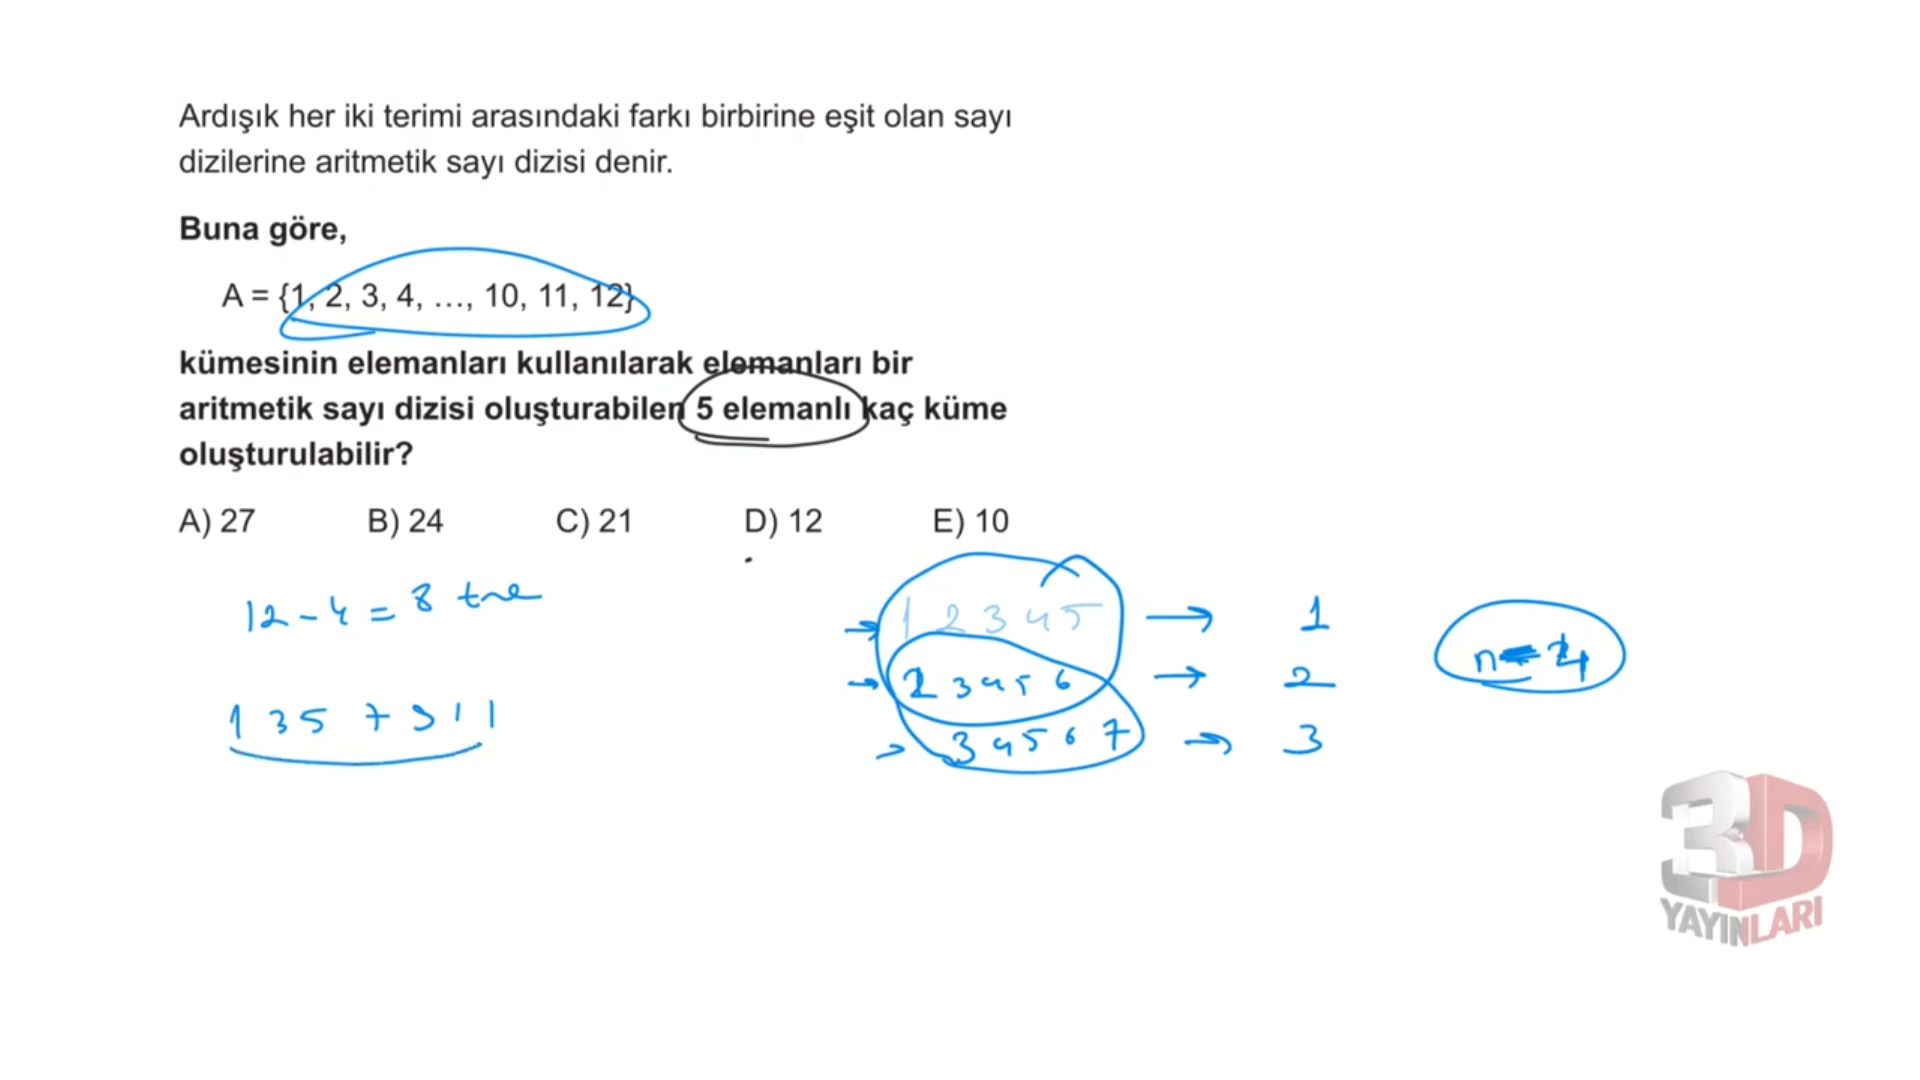 Ardışık her iki terimi arasındaki farkı birbirine eşit olan sayı
dizilerine aritmetik sayı dizisi denir.
Buna göre,
A = {1, 2, 3, 4, ..., 10, 11, 12}
kümesinin elemanları kullanılarak elemanları bir
aritmetik sayı dizisi oluşturabilen 5 elemanlı kaç küme
oluşturulabilir?
A) 27 B) 24 C) 21 D) 12 E) 10
12 - 4 = 8 tne
1 3 5 7 9 11
1 2 3 4 5 → 1
→ 2 3 4 5 6 → 2
→ 3 4 5 6 7 → 3
n - 4
3D
YAYINLARI